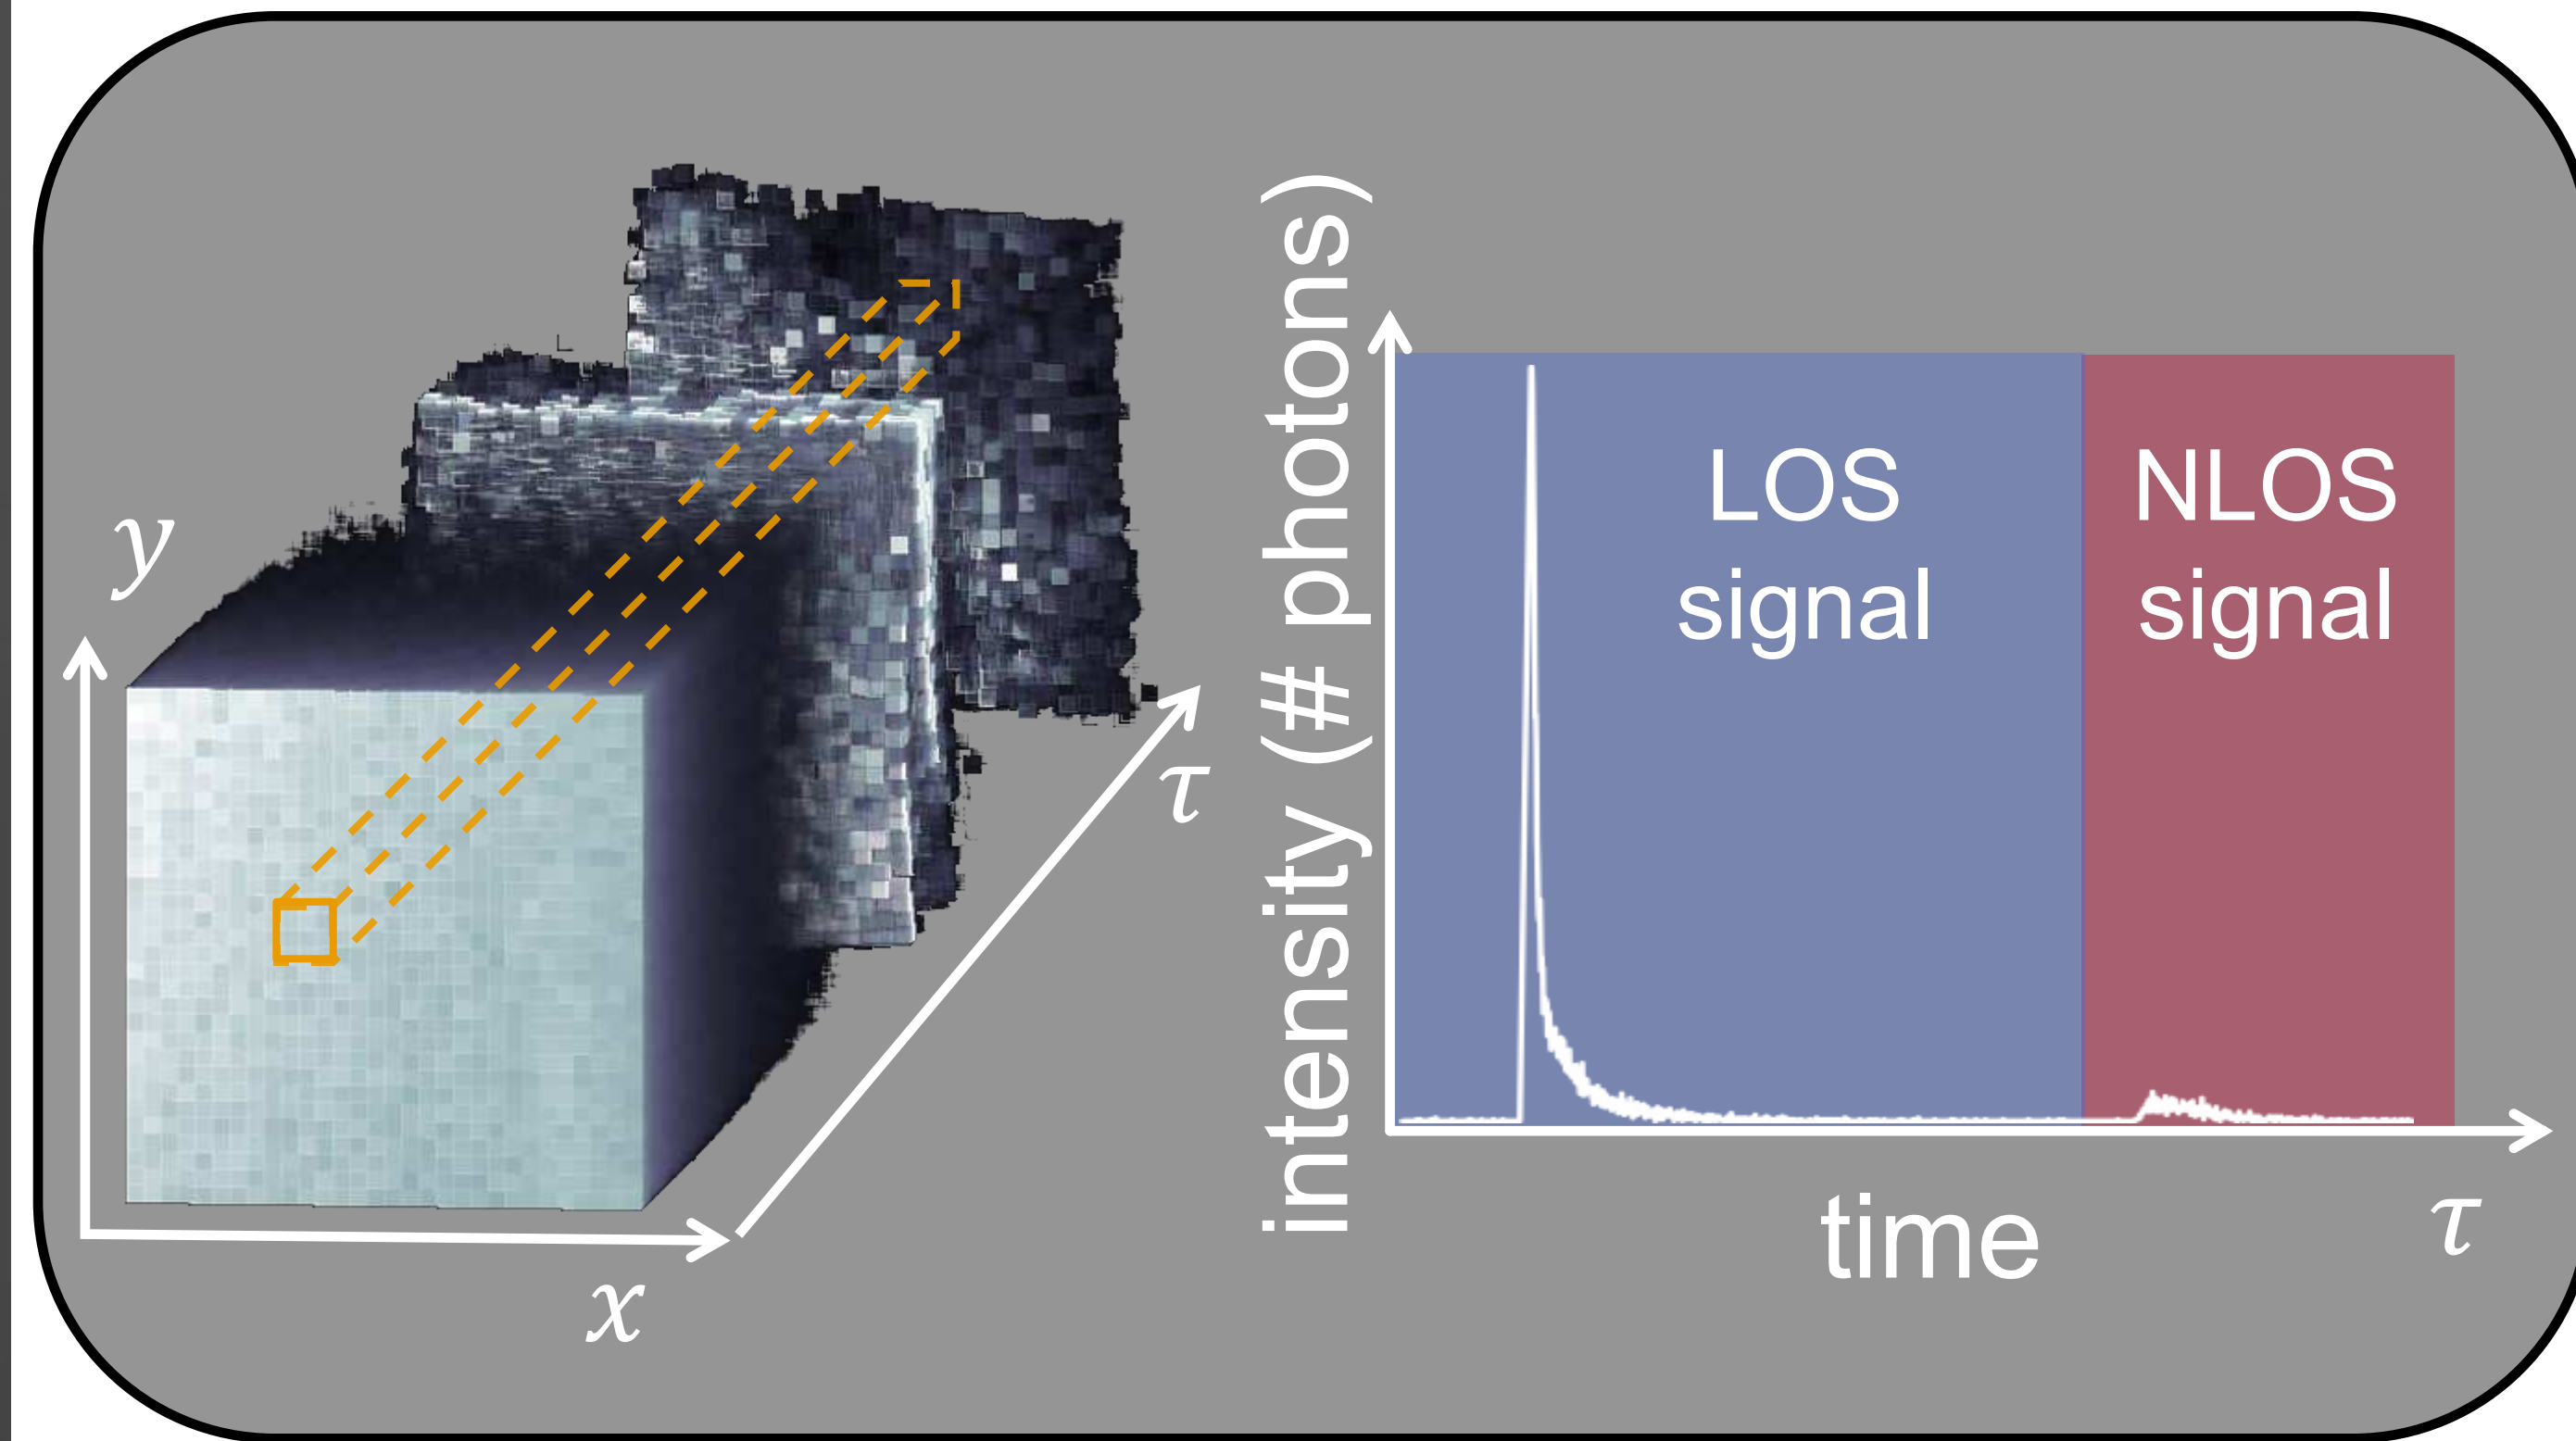 y
x
τ
intensity (# photons)
LOS
signal
NLOS
signal
time
τ